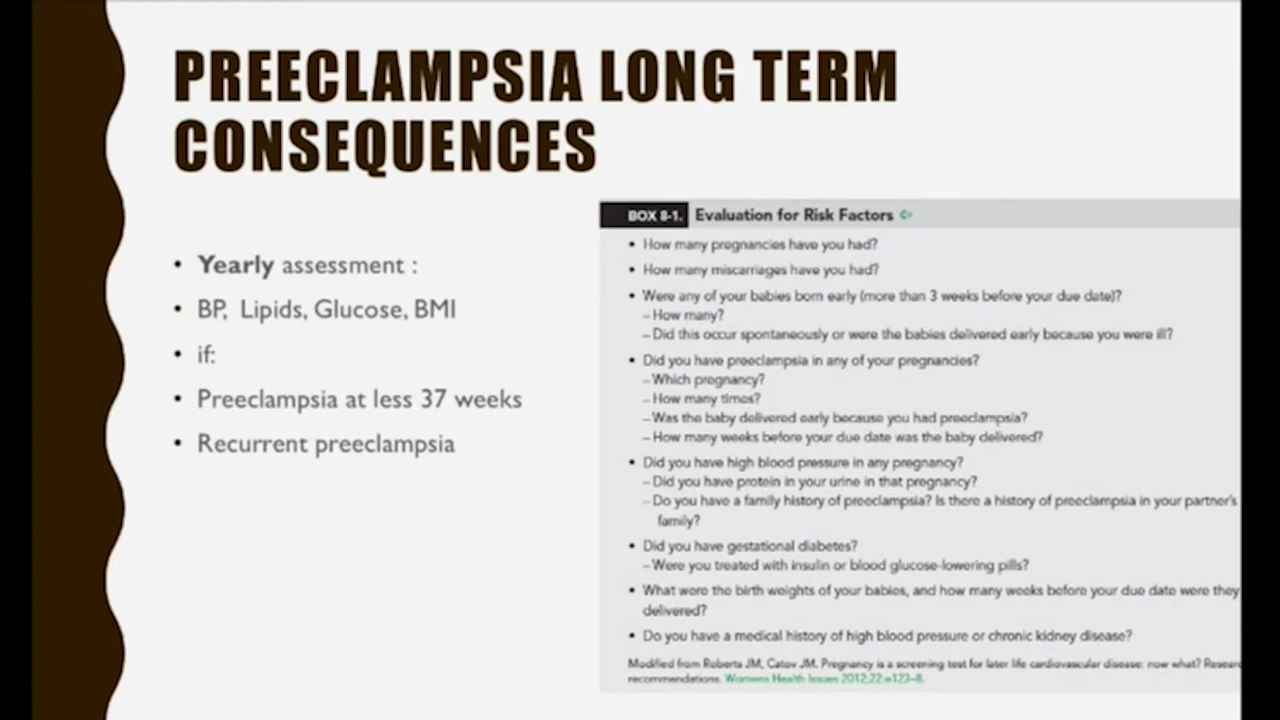 PREECLAMPSIA LONG TERM
CONSEQUENCES
• Yearly assessment :
• BP, Lipids, Glucose, BMI
• if:
• Preeclampsia at less 37 weeks
• Recurrent preeclampsia
BOX 8-1. Evaluation for Risk Factors
• How many pregnancies have you had?
• How many miscarriages have you had?
• Were any of your babies born early (more than 3 weeks before your due date)?
– How many?
– Did this occur spontaneously or were the babies delivered early because you were ill?
• Did you have preeclampsia in any of your pregnancies?
– Which pregnancy?
– How many times?
– Was the baby delivered early because you had preeclampsia?
– How many weeks before your due date was the baby delivered?
• Did you have high blood pressure in any pregnancy?
– Did you have protein in your urine in that pregnancy?
– Do you have a family history of preeclampsia? Is there a history of preeclampsia in your partner's
family?
• Did you have gestational diabetes?
– Were you treated with insulin or blood glucose-lowering pills?
• What were the birth weights of your babies, and how many weeks before your due date were they
delivered?
• Do you have a medical history of high blood pressure or chronic kidney disease?
Modified from Roberts JM, Catov JM. Pregnancy is a screening test for later life cardiovascular disease: now what?
recommendations. Womens Health Issues 2012;22:e123–8.